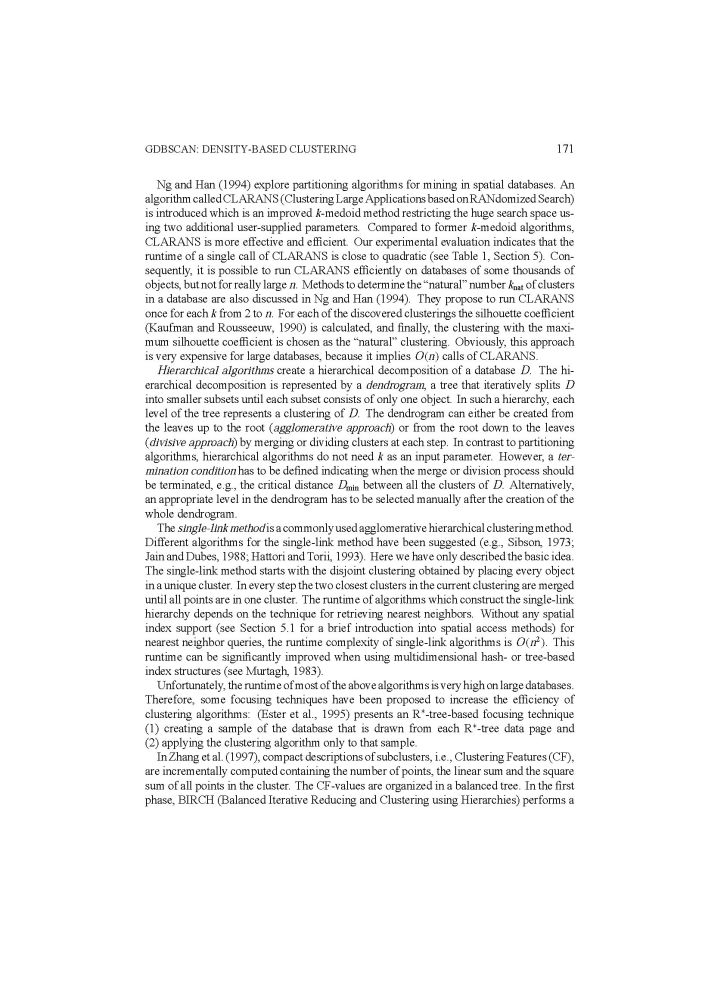 GDBSCAN: DENSITY-BASED CLUSTERING 171
Ng and Han (1994) explore partitioning algorithms for mining in spatial databases. An
algorithm called CLARANS (Clustering Large Applications based on RANdomized Search)
is introduced which is an improved k-medoid method restricting the huge search space us-
ing two additional user-supplied parameters. Compared to former k-medoid algorithms,
CLARANS is more effective and efficient. Our experimental evaluation indicates that the
runtime of a single call of CLARANS is close to quadratic (see Table 1, Section 5). Con-
sequently, it is possible to run CLARANS efficiently on databases of some thousands of
objects, but not for really large n. Methods to determine the “natural” number knat of clusters
in a database are also discussed in Ng and Han (1994). They propose to run CLARANS
once for each k from 2 to n. For each of the discovered clusterings the silhouette coefficient
(Kaufman and Rousseeuw, 1990) is calculated, and finally, the clustering with the maxi-
mum silhouette coefficient is chosen as the “natural” clustering. Obviously, this approach
is very expensive for large databases, because it implies O(n) calls of CLARANS.
Hierarchical algorithms create a hierarchical decomposition of a database D. The hi-
erarchical decomposition is represented by a dendrogram, a tree that iteratively splits D
into smaller subsets until each subset consists of only one object. In such a hierarchy, each
level of the tree represents a clustering of D. The dendrogram can either be created from
the leaves up to the root (agglomerative approach) or from the root down to the leaves
(divisive approach) by merging or dividing clusters at each step. In contrast to partitioning
algorithms, hierarchical algorithms do not need k as an input parameter. However, a ter-
mination condition has to be defined indicating when the merge or division process should
be terminated, e.g., the critical distance Dmin between all the clusters of D. Alternatively,
an appropriate level in the dendrogram has to be selected manually after the creation of the
whole dendrogram.
The single-link method is a commonly used agglomerative hierarchical clustering method.
Different algorithms for the single-link method have been suggested (e.g., Sibson, 1973;
Jain and Dubes, 1988; Hattori and Torii, 1993). Here we have only described the basic idea.
The single-link method starts with the disjoint clustering obtained by placing every object
in a unique cluster. In every step the two closest clusters in the current clustering are merged
until all points are in one cluster. The runtime of algorithms which construct the single-link
hierarchy depends on the technique for retrieving nearest neighbors. Without any spatial
index support (see Section 5.1 for a brief introduction into spatial access methods) for
nearest neighbor queries, the runtime complexity of single-link algorithms is O(n²). This
runtime can be significantly improved when using multidimensional hash- or tree-based
index structures (see Murtagh, 1983).
Unfortunately, the runtime of most of the above algorithms is very high on large databases.
Therefore, some focusing techniques have been proposed to increase the efficiency of
clustering algorithms: (Ester et al., 1995) presents an R*-tree-based focusing technique
(1) creating a sample of the database that is drawn from each R*-tree data page and
(2) applying the clustering algorithm only to that sample.
In Zhang et al. (1997), compact descriptions of subclusters, i.e., Clustering Features (CF),
are incrementally computed containing the number of points, the linear sum and the square
sum of all points in the cluster. The CF-values are organized in a balanced tree. In the first
phase, BIRCH (Balanced Iterative Reducing and Clustering using Hierarchies) performs a